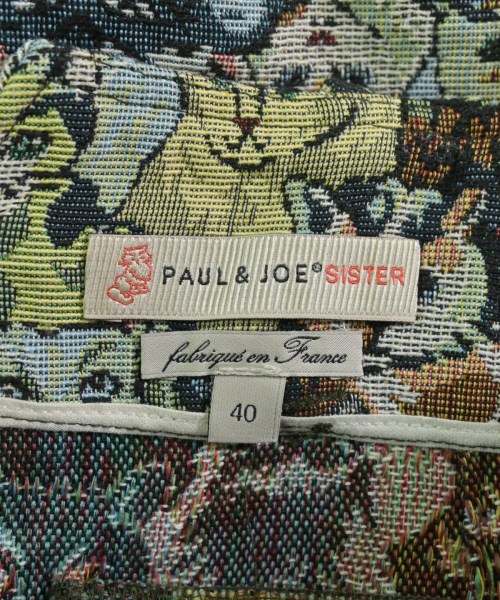 PAUL & JOE® SISTER
fabriqué en France
40